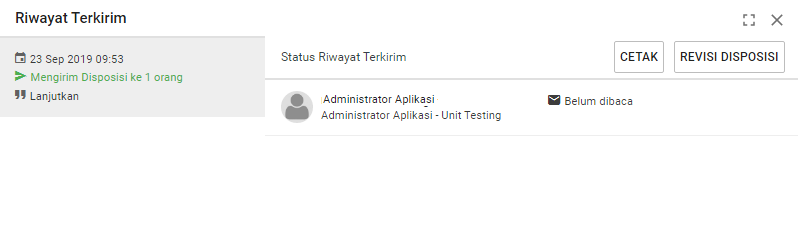 Riwayat Terkirim
23 Sep 2019 09:53
Mengirim Disposisi ke 1 orang
Lanjutkan
Status Riwayat Terkirim
CETAK
REVISI DISPOSISI
Administrator Aplikasi
Administrator Aplikasi - Unit Testing
Belum dibaca